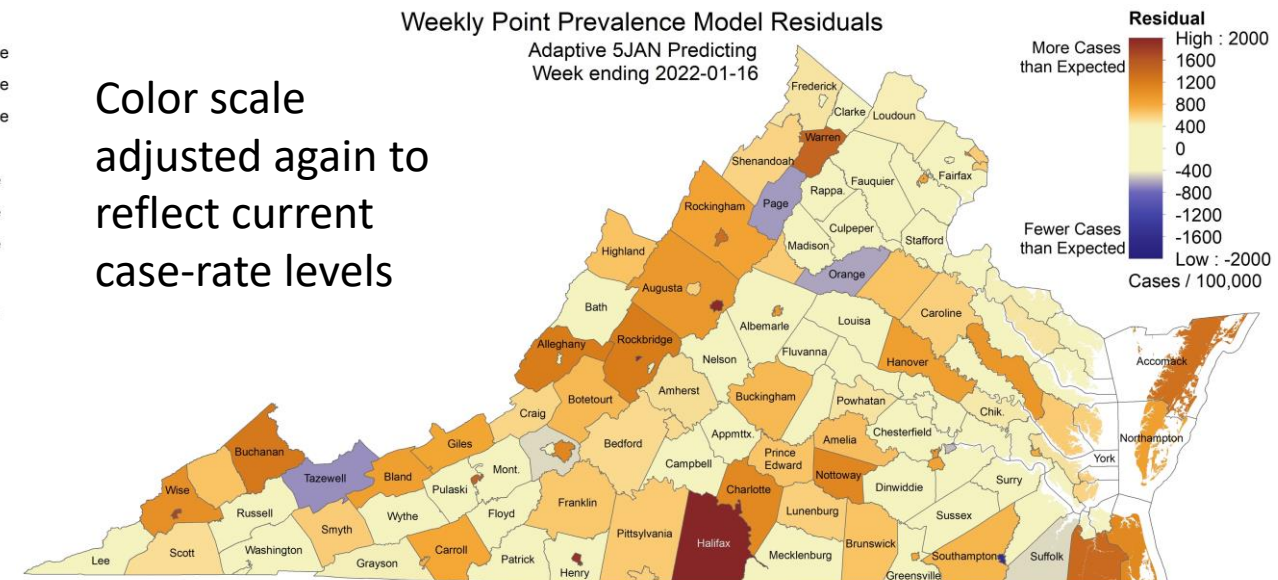 Weekly Point Prevalence Model Residuals
Adaptive 5JAN Predicting
Week ending 2022-01-16
e
e
e
Color scale
adjusted again to
reflect current
case-rate levels
Residual
More Cases
than Expected
High : 2000
1600
1200
800
400
0
-400
-800
-1200
-1600
Low : -2000
Fewer Cases
than Expected
Cases / 100,000
Frederick
Clarke
Loudoun
Warren
Shenandoah
Fairfax
Fauquier
Rappa.
Page
Rockingham
Culpeper
Stafford
Madison
Highland
Orange
Augusta
Bath
Caroline
Louisa
Albemarle
Rockbridge
Alleghany
Accomack
Fluvanna
Nelson
Hanover
Amherst
Buckingham
Botetourt
Powhatan
Chik.
Craig
Appmttx.
Chesterfield
Northampton
Amelia
Giles
Bedford
Buchanan
Prince
Edward
York
Campbell
Mont.
Nottoway
Tazewell
Bland
Surry
Dinwiddie
Pulaski
Wise
Charlotte
Franklin
Lunenburg
Russell
Floyd
Wythe
Sussex
Smyth
Pittsylvania
Halifax
Brunswick
Washington
Carroll
Scott
Mecklenburg
Southampton
Suffolk
Lee
Grayson
Patrick
Henry
Greensville